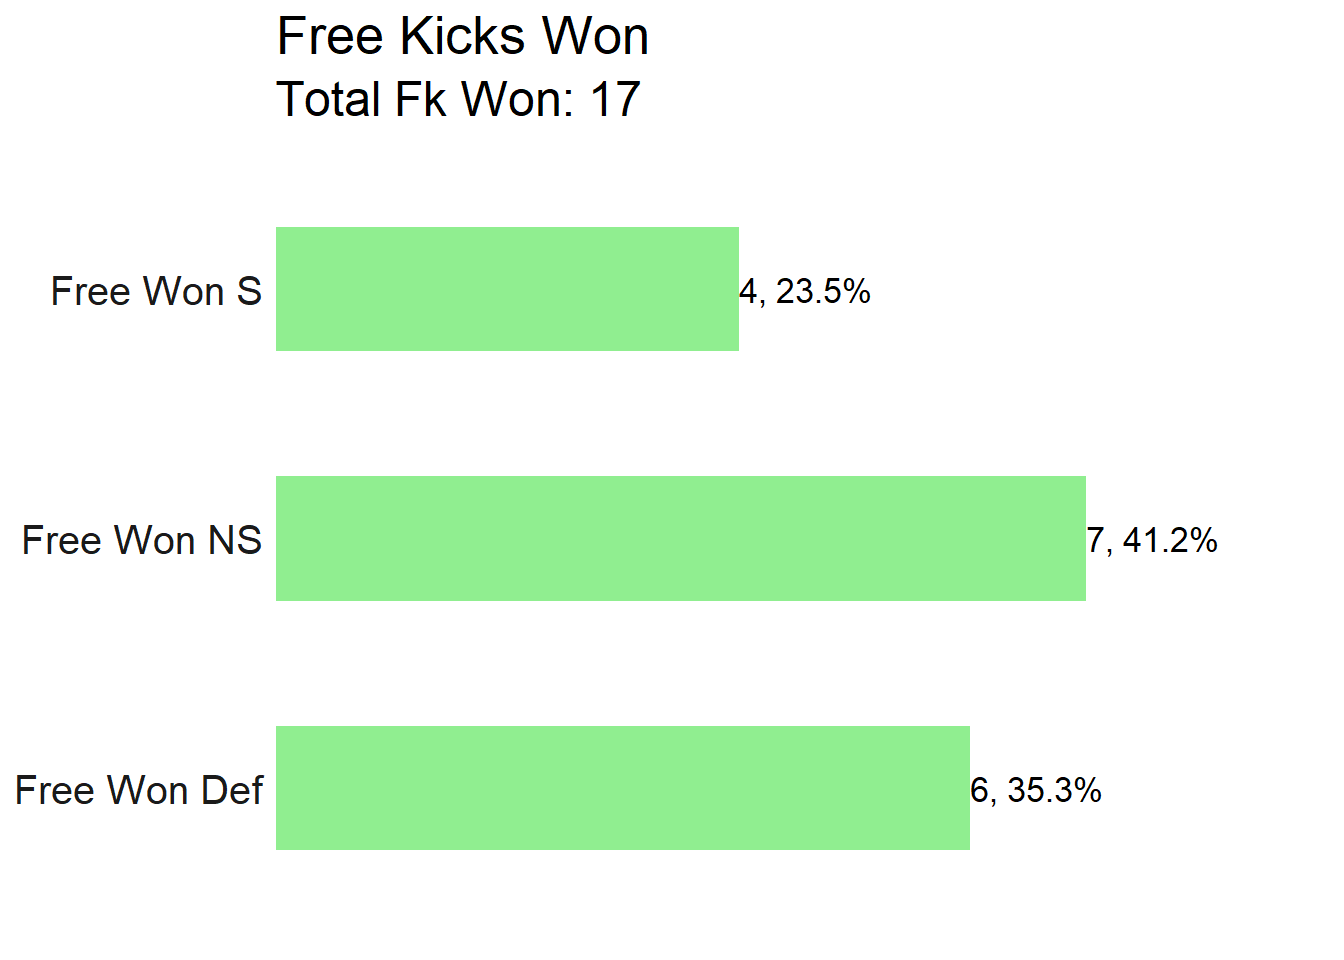 Free Kicks Won
Total Fk Won: 17
Free Won S
4, 23.5%
Free Won NS
7, 41.2%
Free Won Def
6, 35.3%